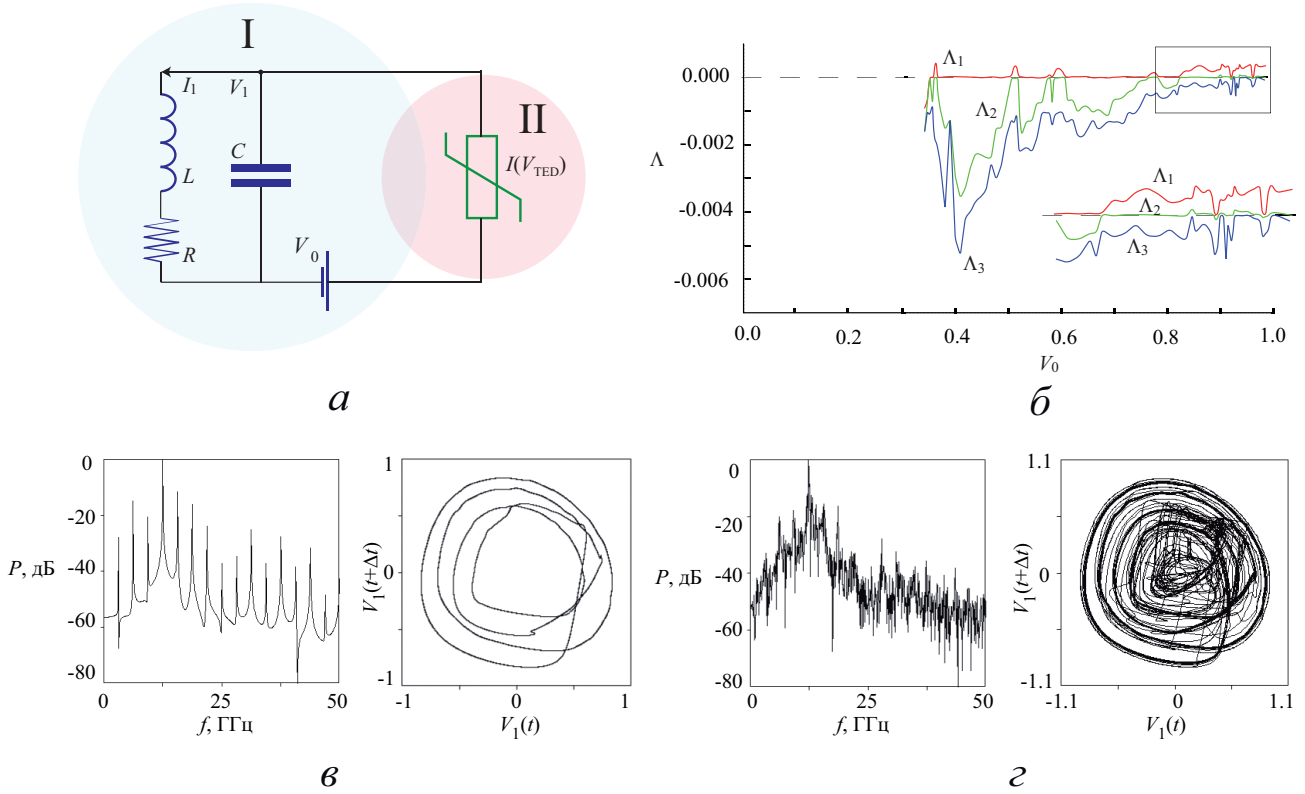 I
I₁
V₁
II
C
L
I(V_TED)
R
V₀
а
0.000
-0.002
-0.004
-0.006
Λ
Λ₁
Λ₂
Λ₃
Λ₁
Λ₂
Λ₃
0.0 0.2 0.4 0.6 0.8 1.0
V₀
б
0
-20
-40
-60
-80
P, дБ
0 25 50
f, ГГц
1
0
-1
V₁(t+Δt)
-1 0 1
V₁(t)
в
0
-20
-40
-60
-80
P, дБ
0 25 50
f, ГГц
1.1
0
-1.1
V₁(t+Δt)
-1.1 0 1.1
V₁(t)
г